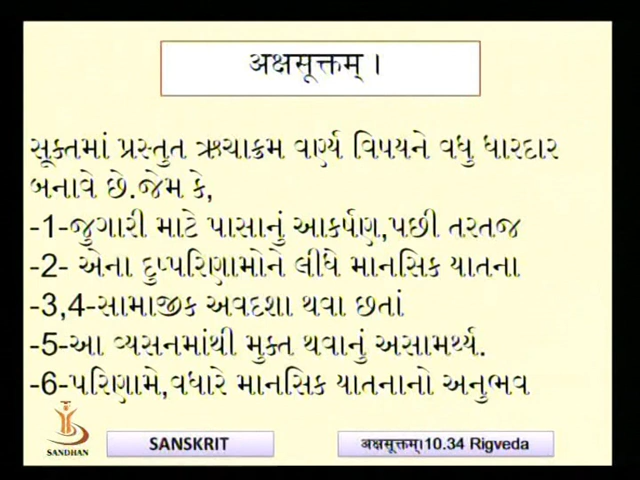 अक्षसूक्तम् ।
સૂક્તમાં પ્રસ્તુત ઋચાક્રમ વર્ણ્ય વિષયને વધુ ધારદાર
બનાવે છે.જેમ કે,
-1-જુગારી માટે પાસાનું આકર્ષણ,પછી તરતજ
-2- એના દુષ્પરિણામોને લીધે માનસિક યાતના
-3,4-સામાજીક અવદશા થવા છતાં
-5-આ વ્યસનમાંથી મુક્ત થવાનું અસામર્થ્ય.
-6-પરિણામે,વધારે માનસિક યાતનાનો અનુભવ
SANDHAN
SANSKRIT
अक्षसूक्तम्।10.34 Rigveda